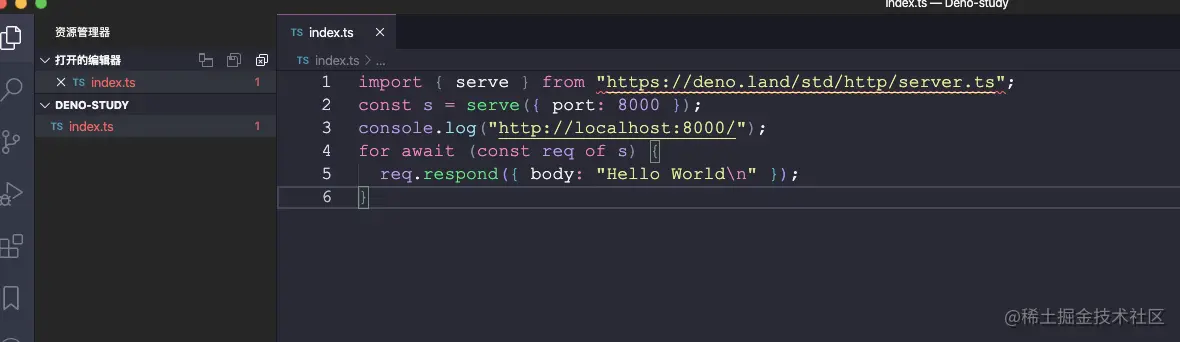 index.ts — Deno-study
资源管理器
打开的编辑器
TS index.ts 1
DENO-STUDY
TS index.ts 1
TS index.ts
TS index.ts > ...
1 import { serve } from "https://deno.land/std/http/server.ts";
2 const s = serve({ port: 8000 });
3 console.log("http://localhost:8000/");
4 for await (const req of s) {
5 req.respond({ body: "Hello World\n" });
6 }
@稀土掘金技术社区